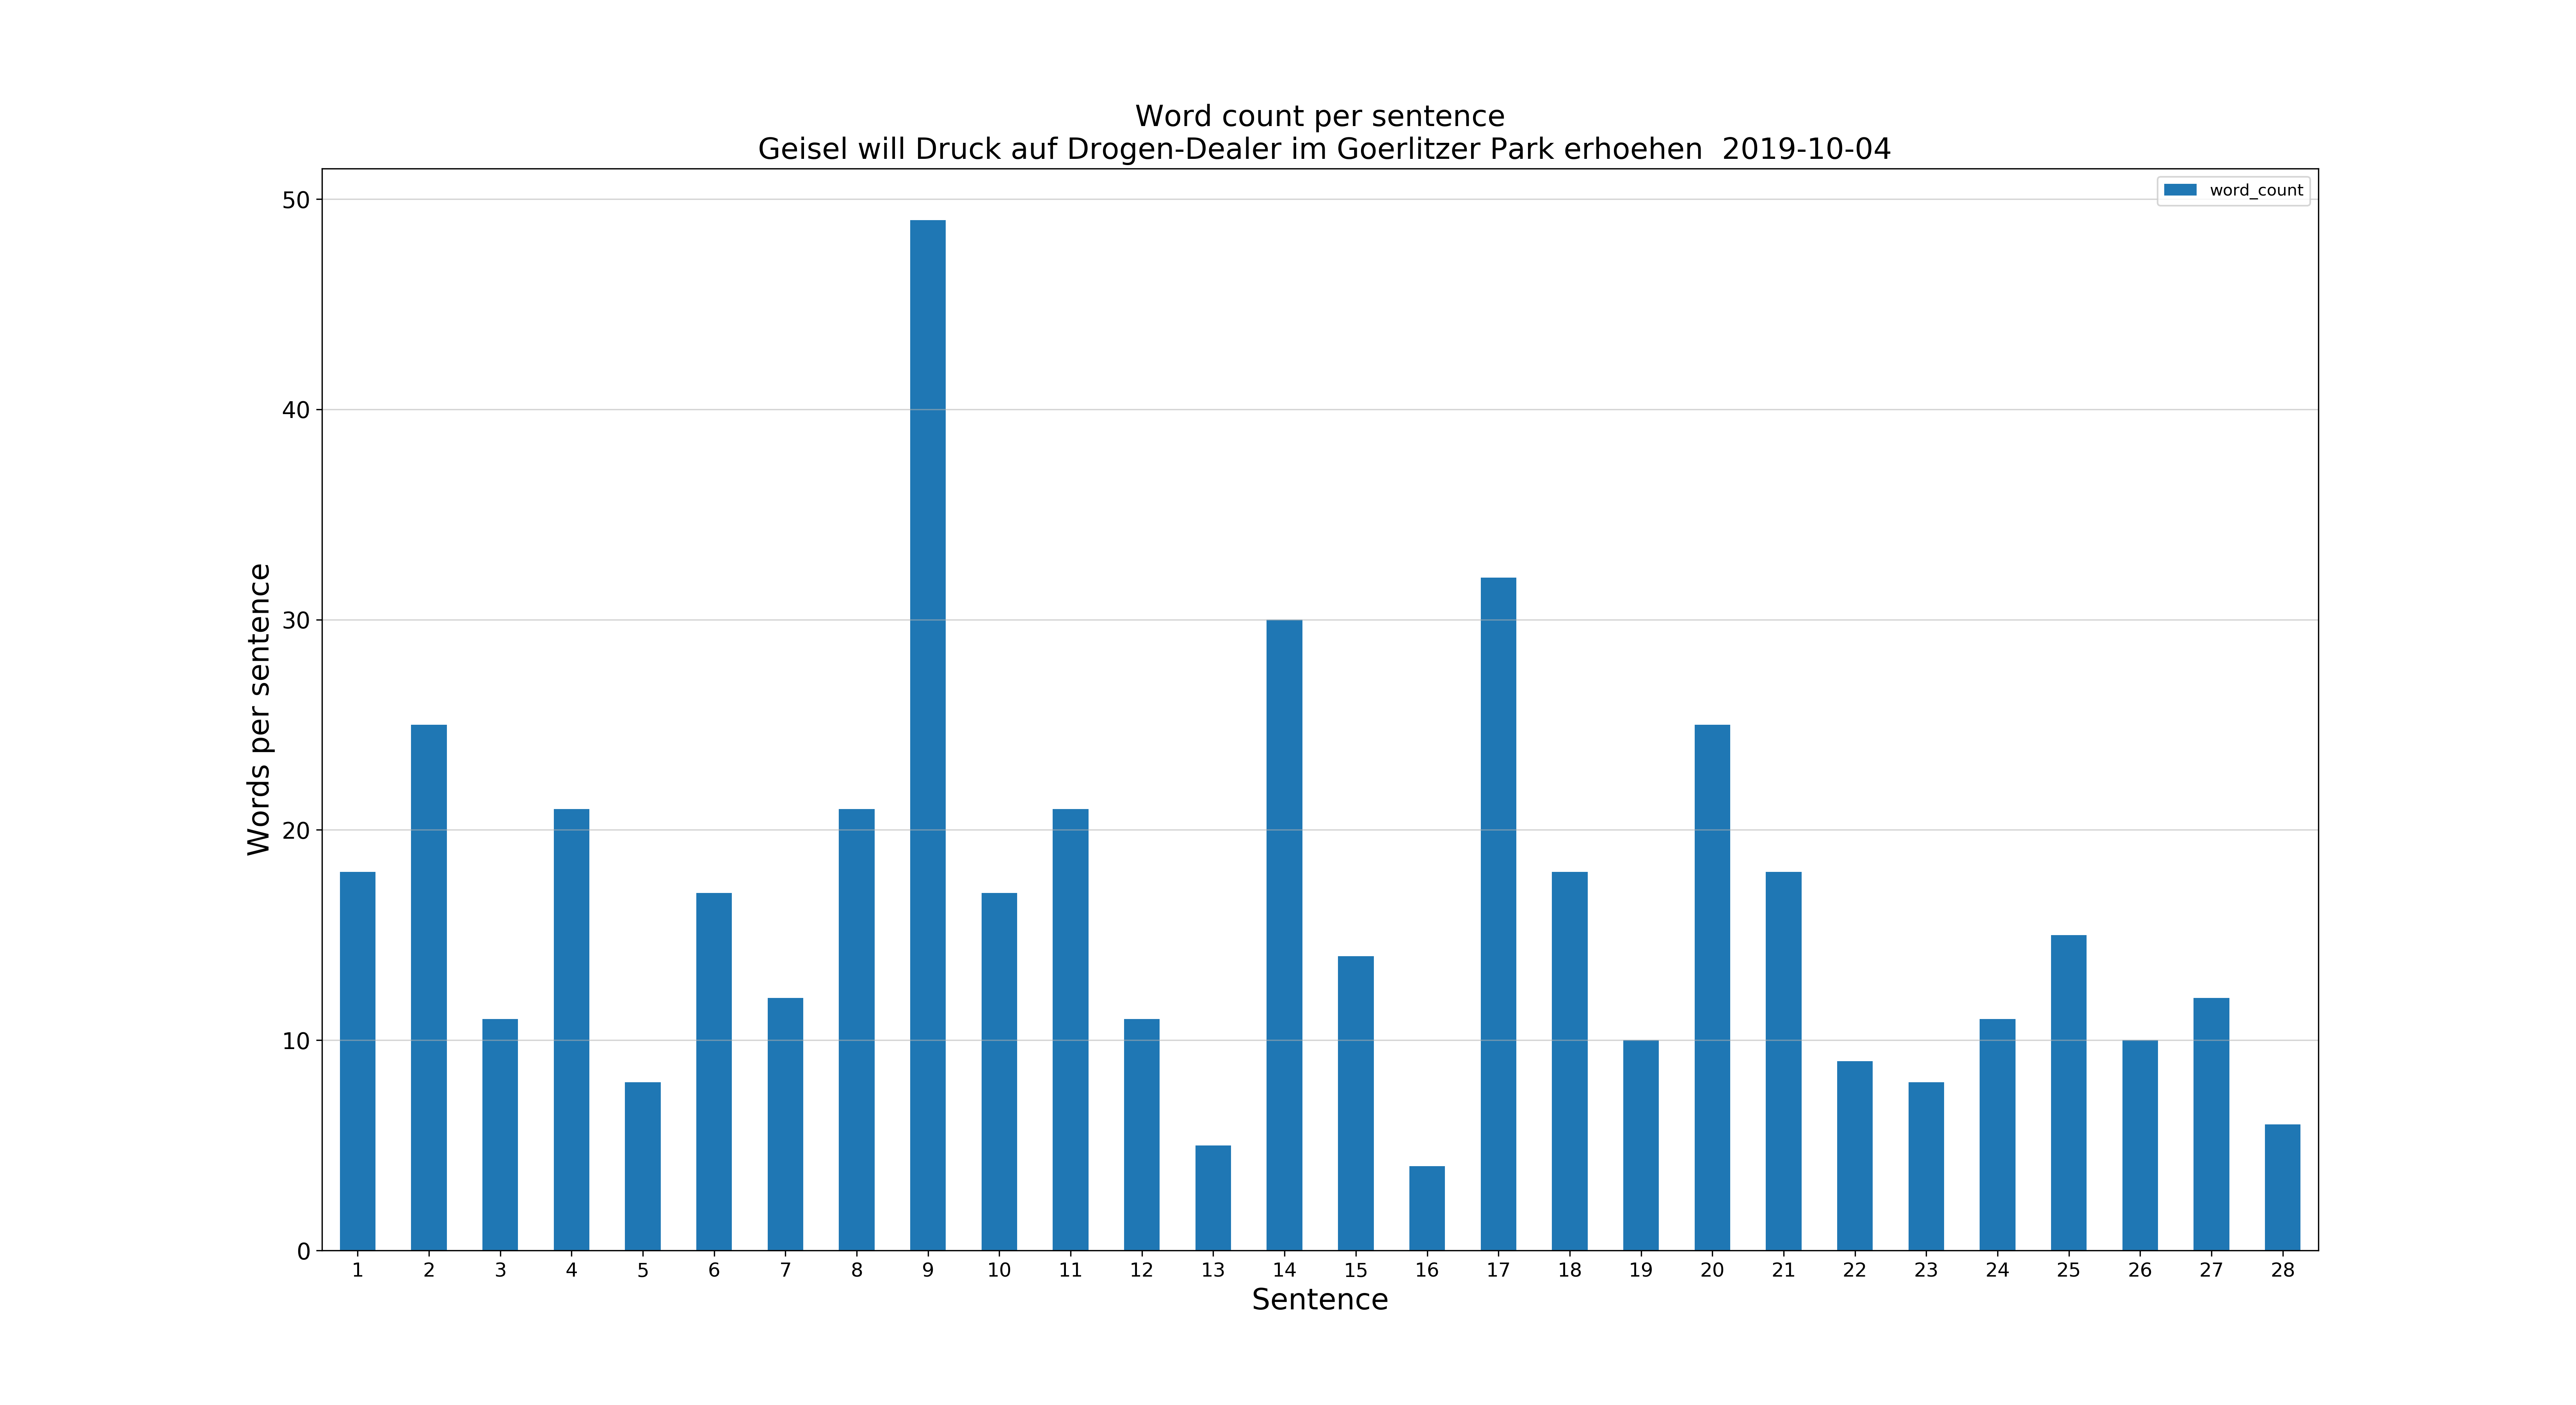 Word count per sentence
Geisel will Druck auf Drogen-Dealer im Goerlitzer Park erhoehen  2019-10-04
word_count
Words per sentence
50
40
30
20
10
0
1 2 3 4 5 6 7 8 9 10 11 12 13 14 15 16 17 18 19 20 21 22 23 24 25 26 27 28
Sentence